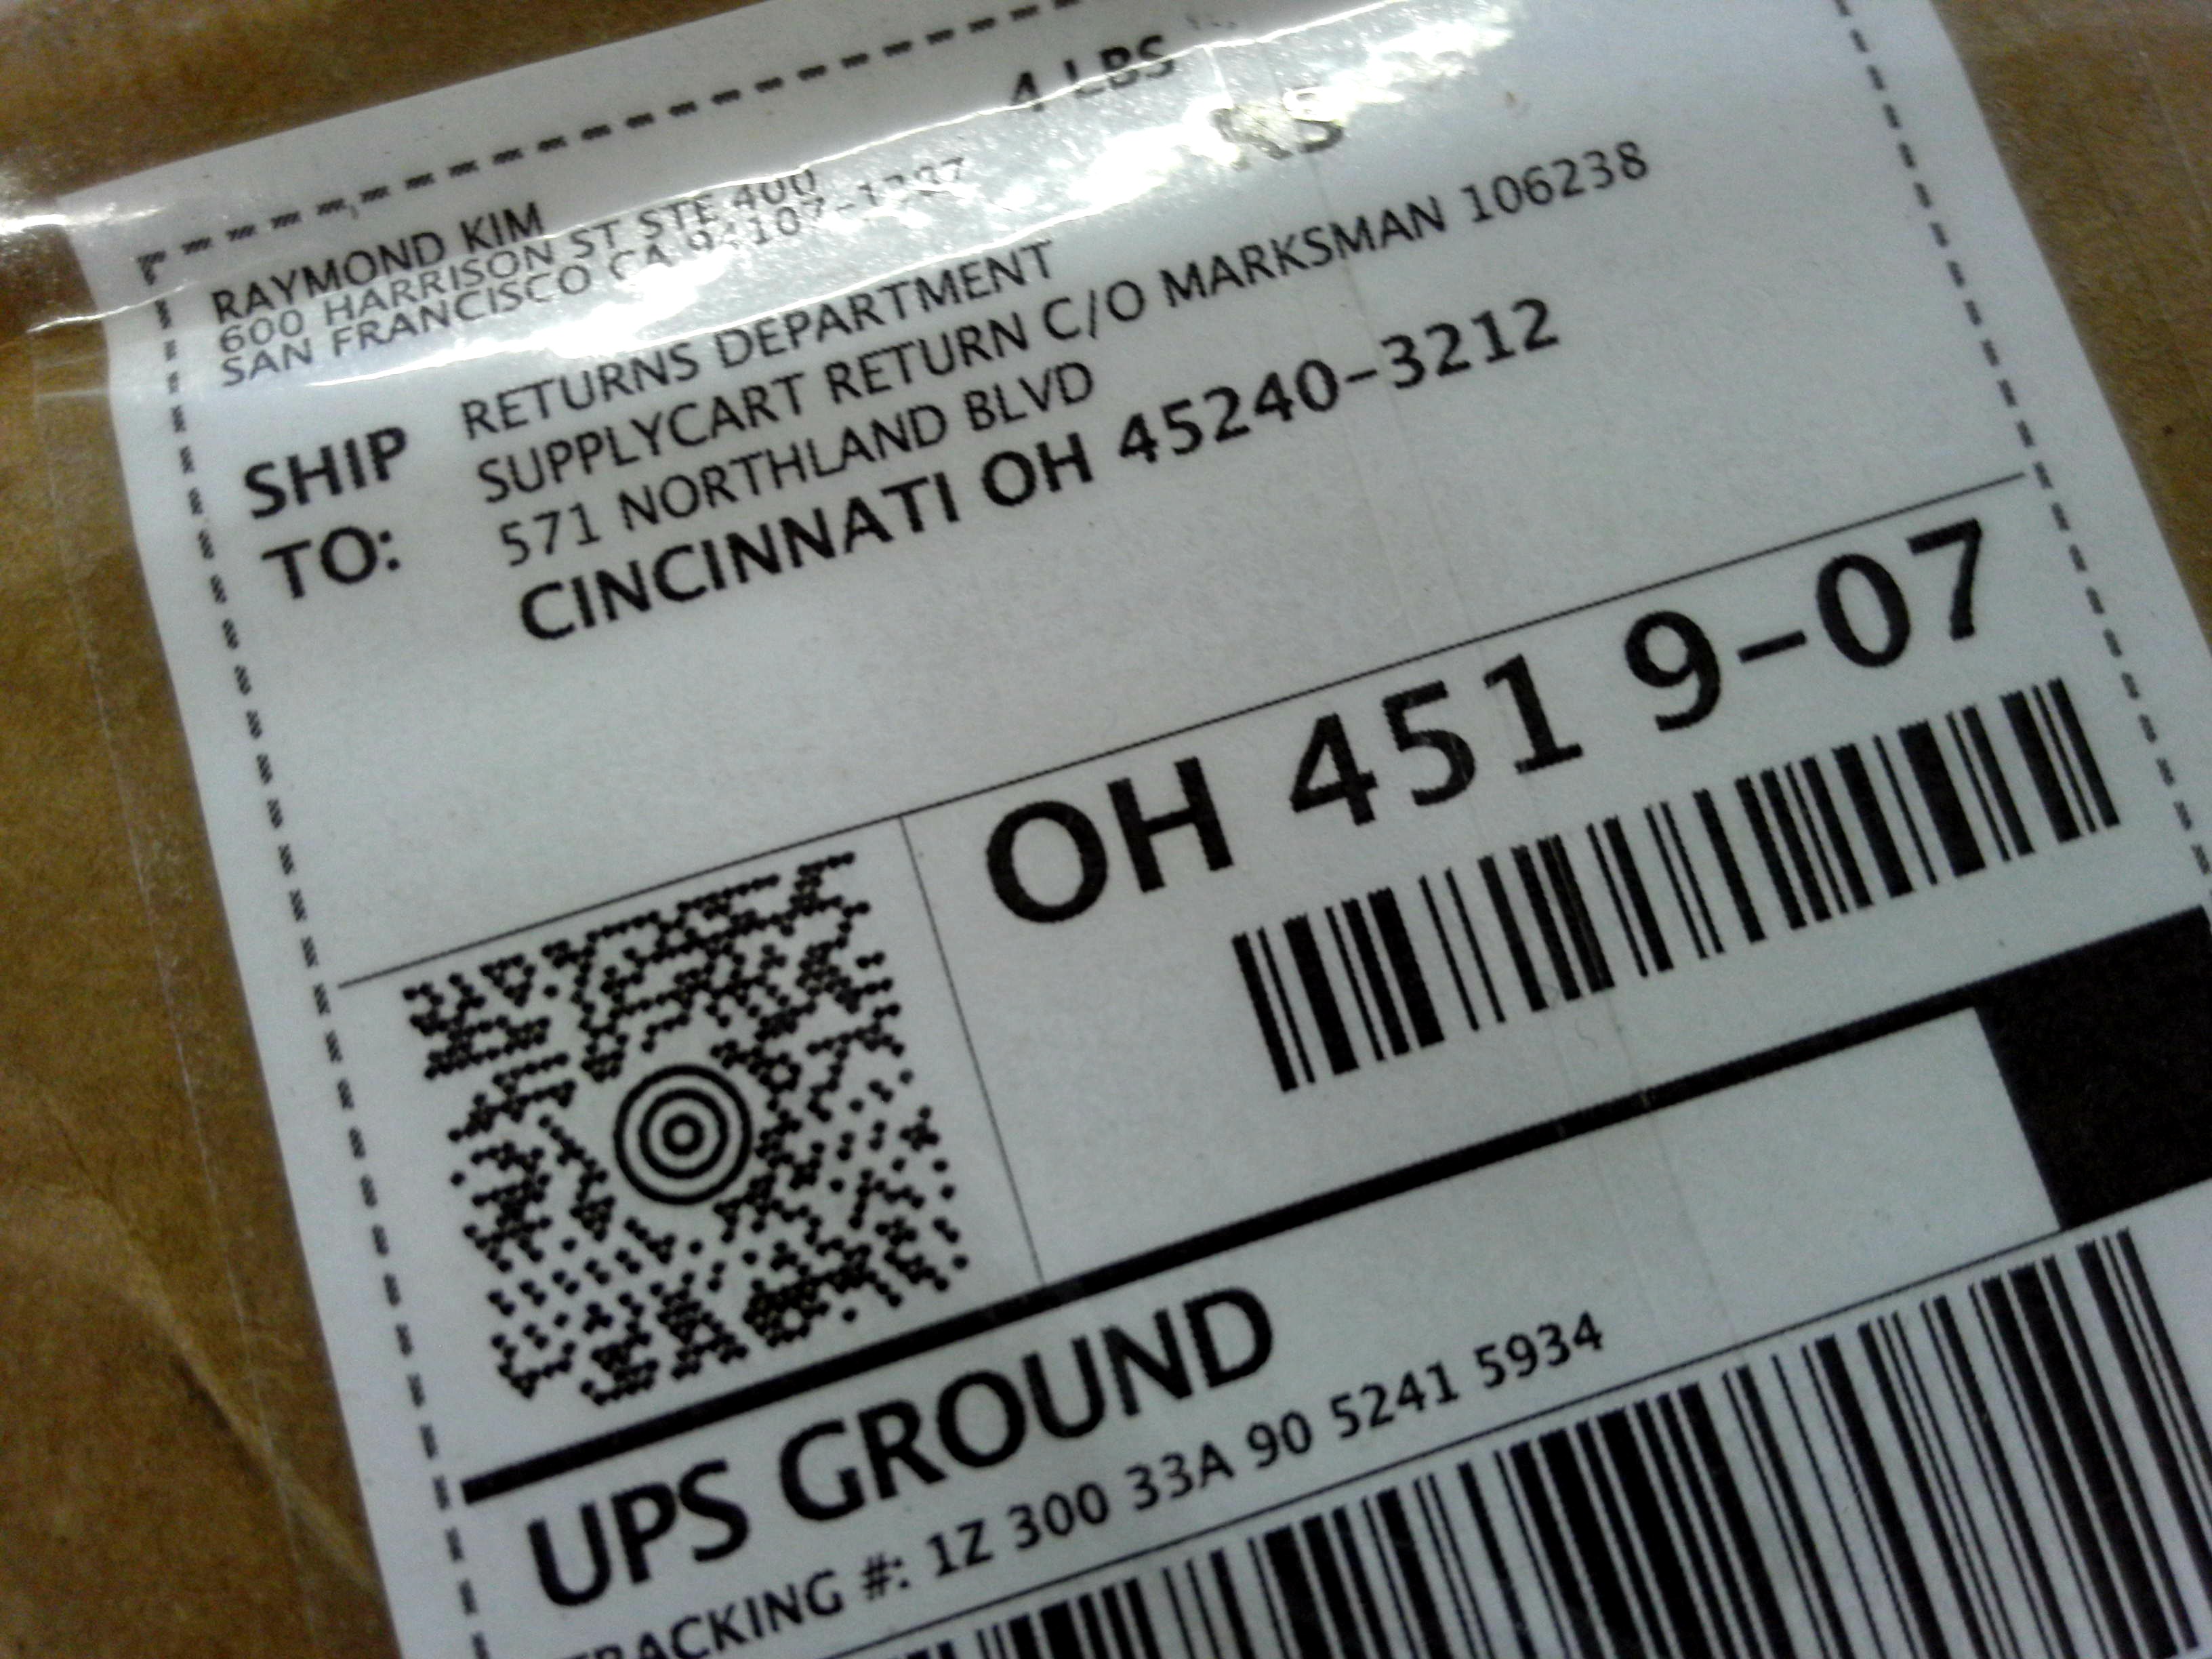 4 LBS
RS
RAYMOND KIM
600 HARRISON ST STE 400
SAN FRANCISCO CA
SHIP TO:
RETURNS DEPARTMENT
SUPPLYCART RETURN C/O MARKSMAN 106238
571 NORTHLAND BLVD
CINCINNATI OH 45240-3212
OH 451 9-07
UPS GROUND
TRACKING #: 1Z 300 33A 90 5241 5934